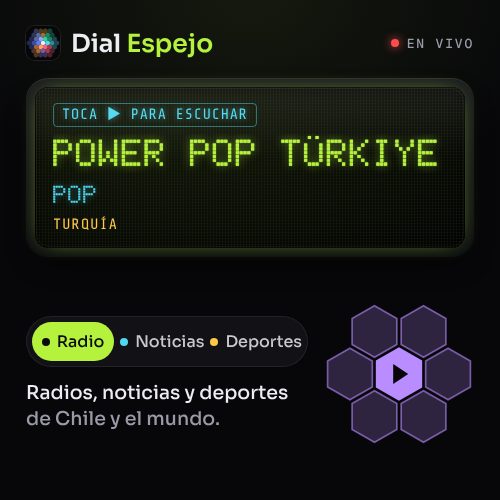 Dial Espejo
EN VIVO
TOCA ▶ PARA ESCUCHAR
POWER POP TÜRKIYE
POP
TURQUÍA
Radio Noticias Deportes
Radios, noticias y deportes
de Chile y el mundo.